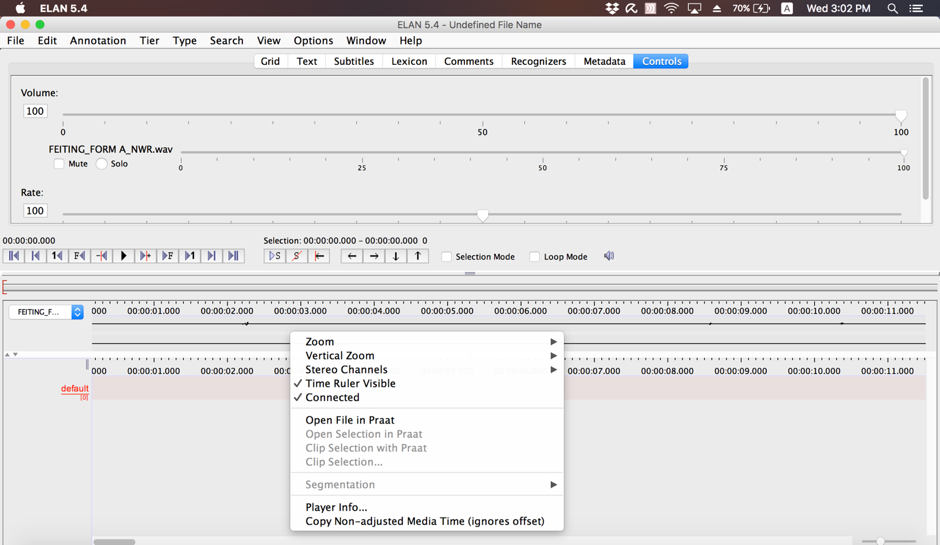 ELAN 5.4 70% A Wed 3:02 PM
ELAN 5.4 - Undefined File Name
File Edit Annotation Tier Type Search View Options Window Help
Grid Text Subtitles Lexicon Comments Recognizers Metadata Controls
Volume:
100
0 50 100
FEITING_FORM A_NWR.wav
Mute Solo
0 25 50 75 100
Rate:
100
00:00:00.000 Selection: 00:00:00.000 - 00:00:00.000 0
1 F F 1 S S Selection Mode Loop Mode
FEITING_F... 000 00:00:01.000 00:00:02.000 00:00:03.000 00:00:04.000 00:00:05.000 00:00:06.000 00:00:07.000 00:00:08.000 00:00:09.000 00:00:10.000 00:00:11.000
Zoom
Vertical Zoom
Stereo Channels
000 00:00:01.000 00:00:02.000 00:00:07.000 00:00:08.000 00:00:09.000 00:00:10.000 00:00:11.000
Time Ruler Visible
default
[0]
Connected
Open File in Praat
Open Selection in Praat
Clip Selection with Praat
Clip Selection...
Segmentation
Player Info...
Copy Non-adjusted Media Time (ignores offset)